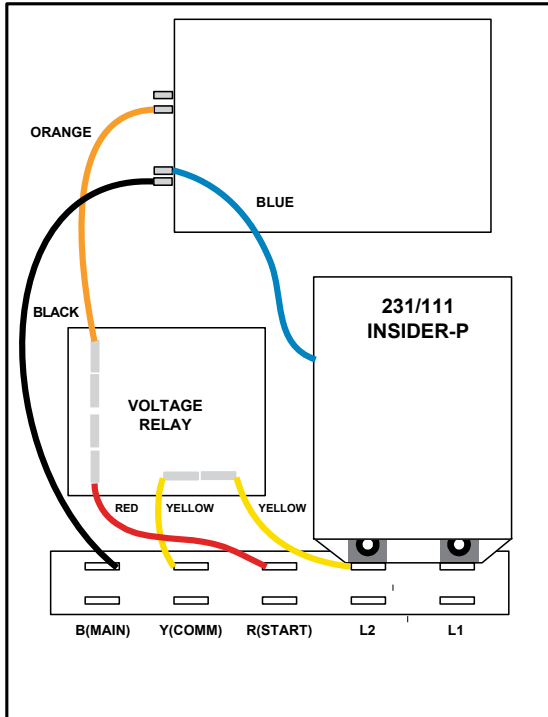 ORANGE
BLUE
BLACK
231/111
INSIDER-P
VOLTAGE
RELAY
RED YELLOW YELLOW
B(MAIN) Y(COMM) R(START) L2 L1